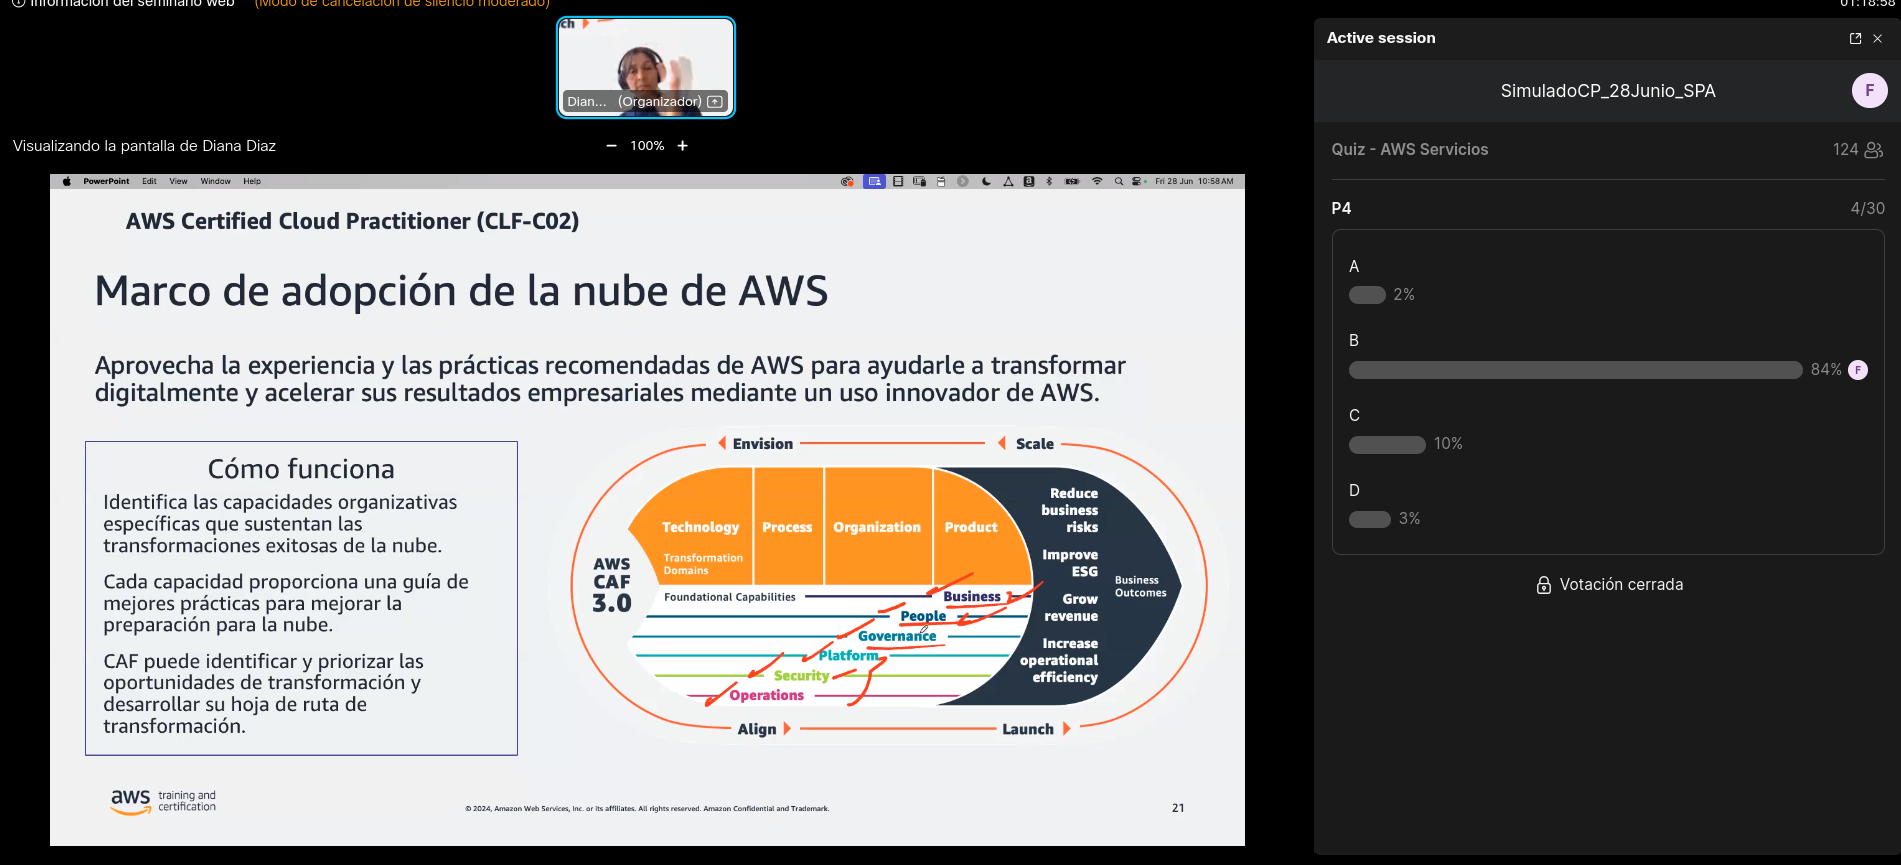 Información del seminario web (Modo de cancelación de silencio moderado)
01:18:58
ch
Dian... (Organizador)
Visualizando la pantalla de Diana Diaz
100%
PowerPoint Edit View Window Help
Fri 28 Jun 10:58 AM
AWS Certified Cloud Practitioner (CLF-C02)
Marco de adopción de la nube de AWS
Aprovecha la experiencia y las prácticas recomendadas de AWS para ayudarle a transformar
digitalmente y acelerar sus resultados empresariales mediante un uso innovador de AWS.
Cómo funciona
Identifica las capacidades organizativas
específicas que sustentan las
transformaciones exitosas de la nube.
Cada capacidad proporciona una guía de
mejores prácticas para mejorar la
preparación para la nube.
CAF puede identificar y priorizar las
oportunidades de transformación y
desarrollar su hoja de ruta de
transformación.
Envision
Scale
Technology
Process
Organization
Product
Transformation
Domains
AWS
CAF
3.0
Foundational Capabilities
Business
People
Governance
Platform
Security
Operations
Reduce
business
risks
Improve
ESG
Grow
revenue
Increase
operational
efficiency
Business
Outcomes
Align
Launch
aws training and
certification
© 2024, Amazon Web Services, Inc. or its affiliates. All rights reserved. Amazon Confidential and Trademark.
21
Active session
SimuladoCP_28Junio_SPA
F
Quiz - AWS Servicios
124
P4
4/30
A
2%
B
84%
F
C
10%
D
3%
Votación cerrada